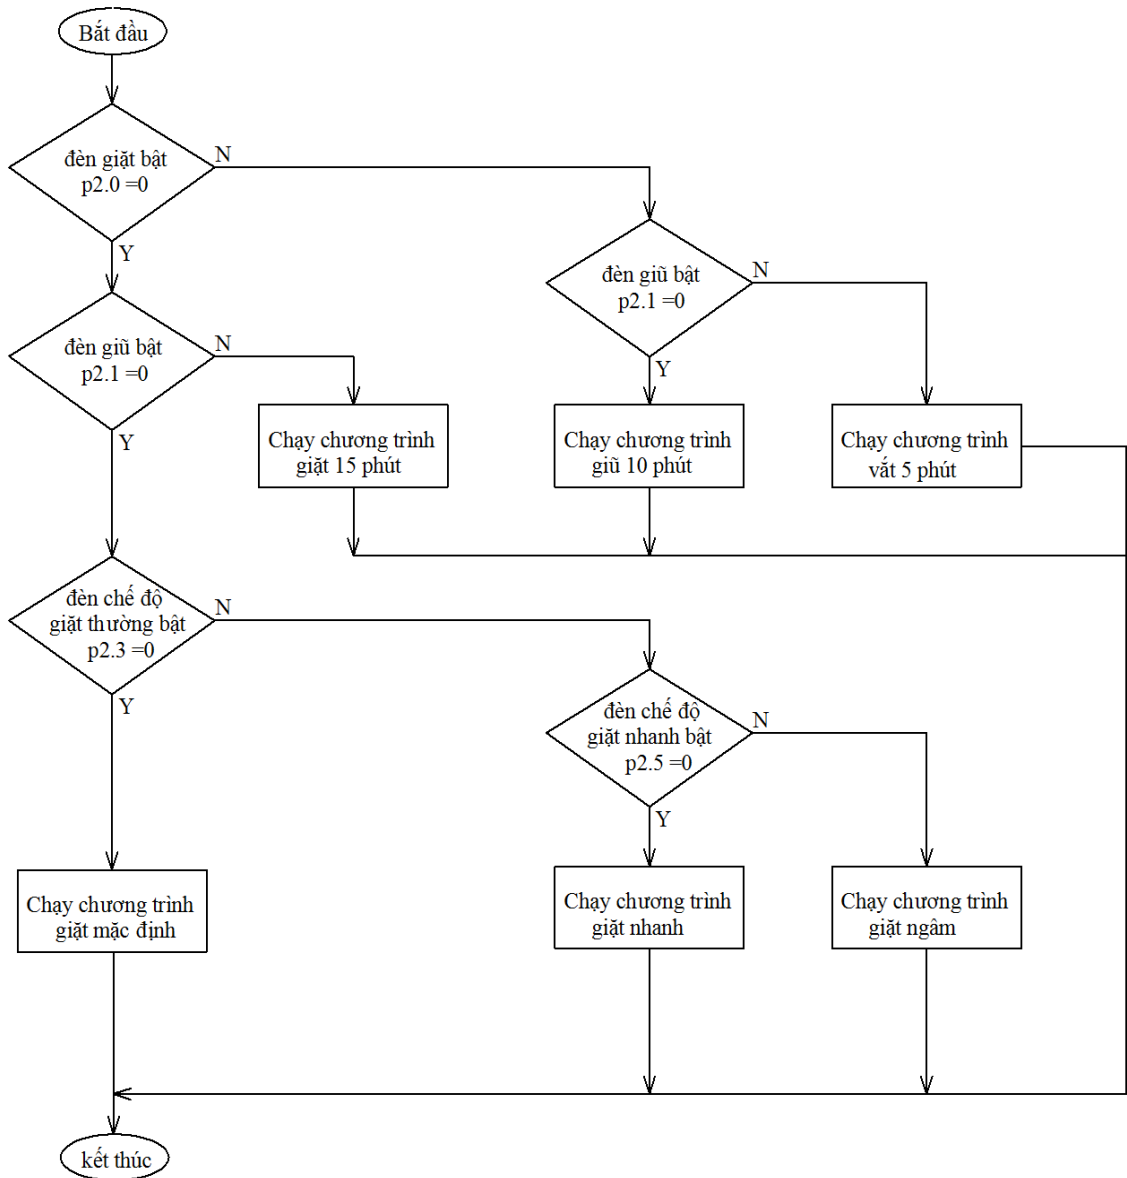 Bắt đầu
đèn giặt bật
p2.0 =0
N
Y
đèn giũ bật
p2.1 =0
N
Y
đèn giũ bật
p2.1 =0
N
Y
Chạy chương trình
giặt 15 phút
Chạy chương trình
giũ 10 phút
Chạy chương trình
vắt 5 phút
đèn chế độ
giặt thường bật
p2.3 =0
N
Y
đèn chế độ
giặt nhanh bật
p2.5 =0
N
Y
Chạy chương trình
giặt mặc định
Chạy chương trình
giặt nhanh
Chạy chương trình
giặt ngâm
kết thúc